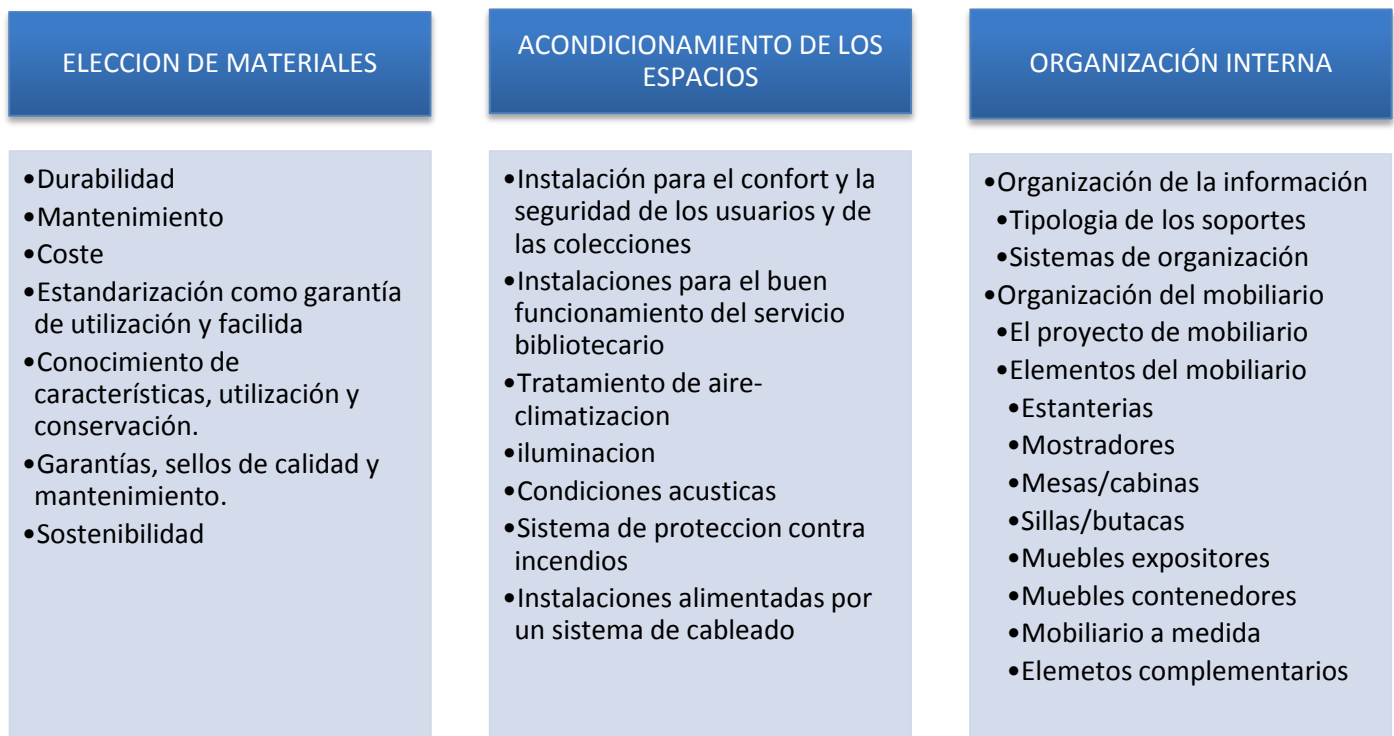 ELECCION DE MATERIALES
•Durabilidad
•Mantenimiento
•Coste
•Estandarización como garantía
de utilización y facilida
•Conocimiento de
características, utilización y
conservación.
•Garantías, sellos de calidad y
mantenimiento.
•Sostenibilidad
ACONDICIONAMIENTO DE LOS
ESPACIOS
•Instalación para el confort y la
seguridad de los usuarios y de
las colecciones
•Instalaciones para el buen
funcionamiento del servicio
bibliotecario
•Tratamiento de aire-
climatizacion
•iluminacion
•Condiciones acusticas
•Sistema de proteccion contra
incendios
•Instalaciones alimentadas por
un sistema de cableado
ORGANIZACIÓN INTERNA
•Organización de la información
•Tipologia de los soportes
•Sistemas de organización
•Organización del mobiliario
•El proyecto de mobiliario
•Elementos del mobiliario
•Estanterias
•Mostradores
•Mesas/cabinas
•Sillas/butacas
•Muebles expositores
•Muebles contenedores
•Mobiliario a medida
•Elemetos complementarios